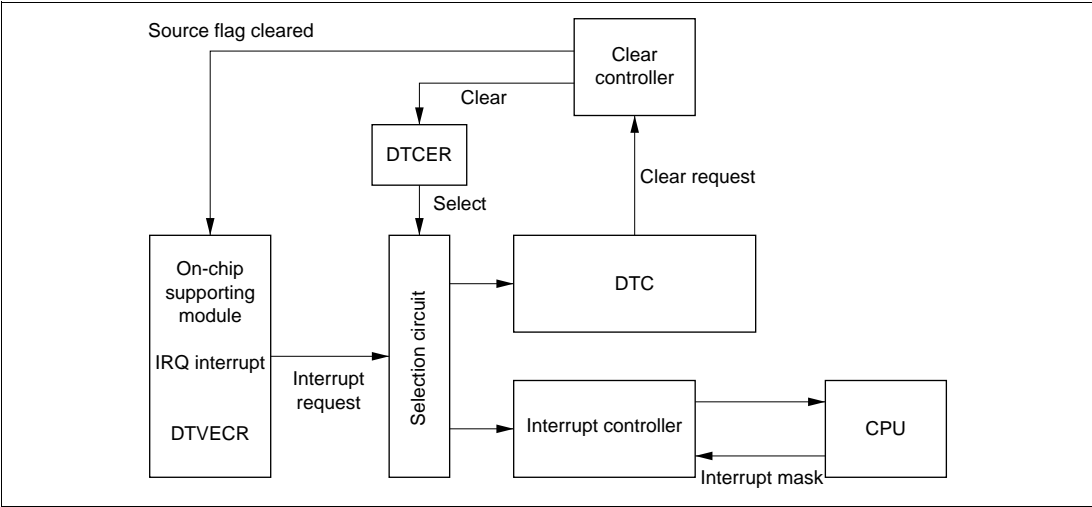 Source flag cleared
Clear
controller
Clear
DTCER
Clear request
Select
On-chip
supporting
module
IRQ interrupt
DTVECR
Interrupt
request
Selection circuit
DTC
Interrupt controller
CPU
Interrupt mask